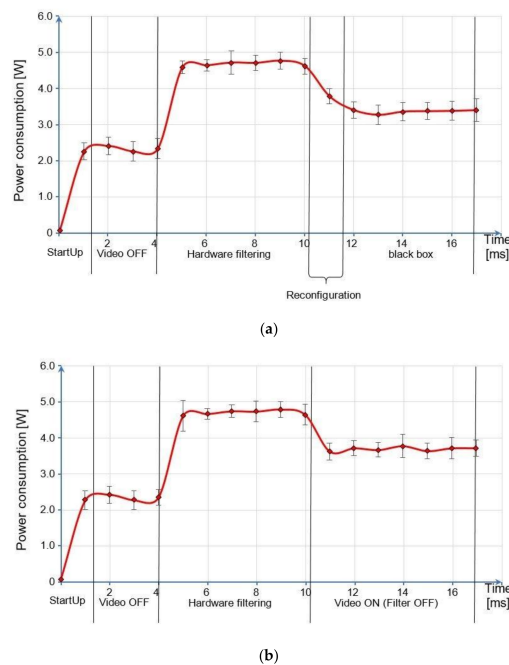 6.0
5.0
4.0
3.0
2.0
1.0
0
Power consumption [W]
2 4 6 8 10 12 14 16 Time
[ms]
StartUp Video OFF Hardware filtering black box
Reconfiguration
(a)
6.0
5.0
4.0
3.0
2.0
1.0
0
Power consumption [W]
2 4 6 8 10 12 14 16 Time
[ms]
StartUp Video OFF Hardware filtering Video ON (Filter OFF)
(b)